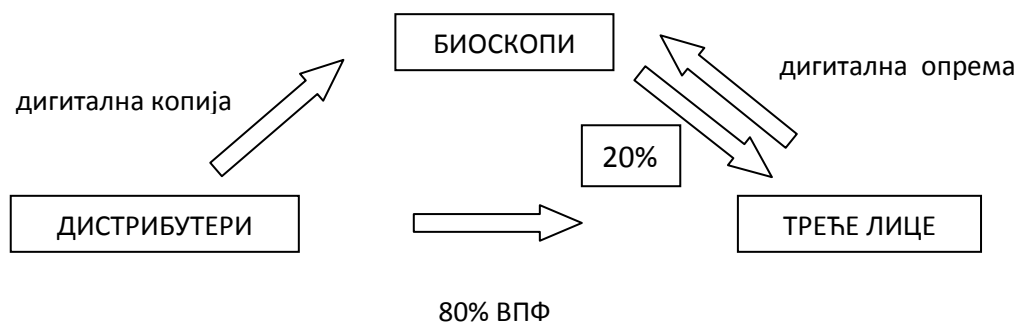 БИОСКОПИ
дигитална опрема
дигитална копија
20%
ДИСТРИБУТЕРИ
ТРЕЋЕ ЛИЦЕ
80% ВПФ